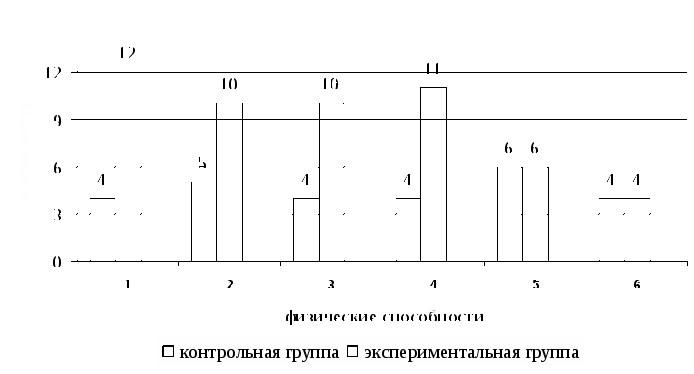 12
12 11
10 10
9
6 6
6 5
4 4 4 4 4
3
0
1 2 3 4 5 6
физические способности
контрольная группа экспериментальная группа